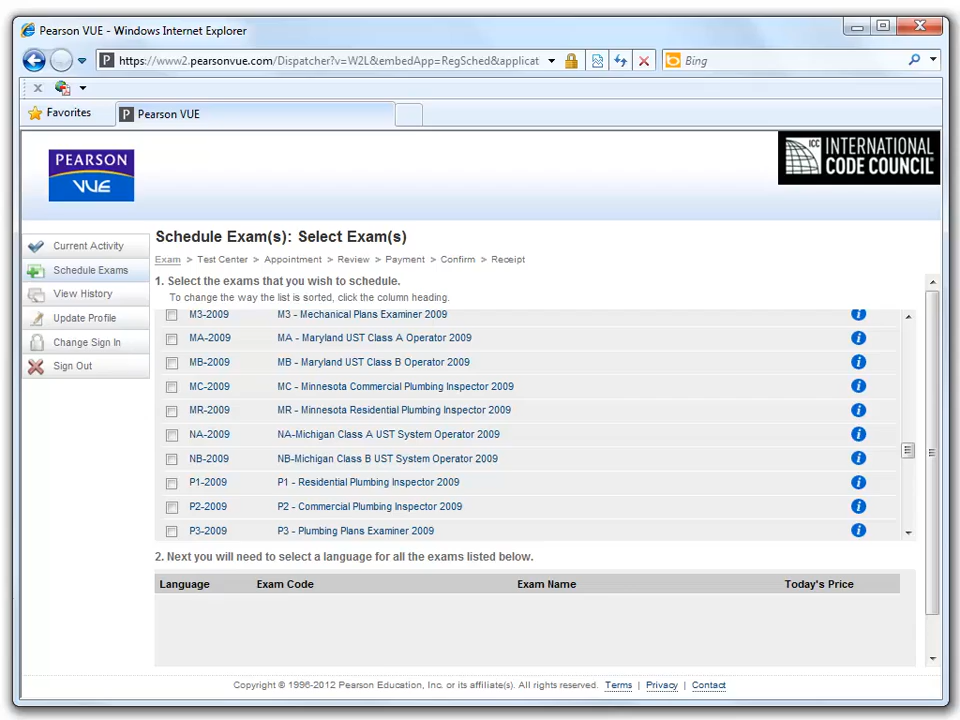 Pearson VUE - Windows Internet Explorer
https://www2.pearsonvue.com/Dispatcher?v=W2L&embedApp=RegSched&applicat
Bing
Favorites
Pearson VUE
PEARSON
VUE
ICC INTERNATIONAL
CODE COUNCIL
Current Activity
Schedule Exams
View History
Update Profile
Change Sign In
Sign Out
Schedule Exam(s): Select Exam(s)
Exam > Test Center > Appointment > Review > Payment > Confirm > Receipt
1. Select the exams that you wish to schedule.
To change the way the list is sorted, click the column heading.
M3-2009 M3 - Mechanical Plans Examiner 2009
MA-2009 MA - Maryland UST Class A Operator 2009
MB-2009 MB - Maryland UST Class B Operator 2009
MC-2009 MC - Minnesota Commercial Plumbing Inspector 2009
MR-2009 MR - Minnesota Residential Plumbing Inspector 2009
NA-2009 NA-Michigan Class A UST System Operator 2009
NB-2009 NB-Michigan Class B UST System Operator 2009
P1-2009 P1 - Residential Plumbing Inspector 2009
P2-2009 P2 - Commercial Plumbing Inspector 2009
P3-2009 P3 - Plumbing Plans Examiner 2009
2. Next you will need to select a language for all the exams listed below.
Language Exam Code Exam Name Today's Price
Copyright © 1996-2012 Pearson Education, Inc. or its affiliate(s). All rights reserved. Terms | Privacy | Contact